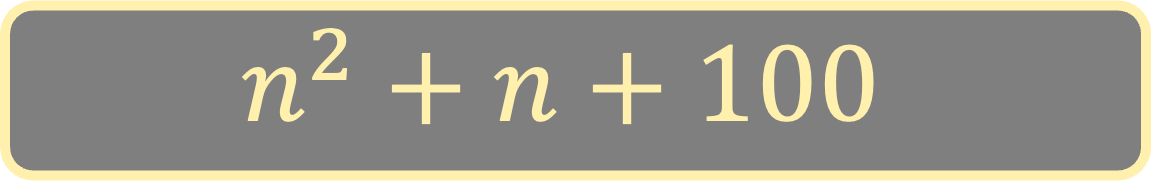 n² + n + 100